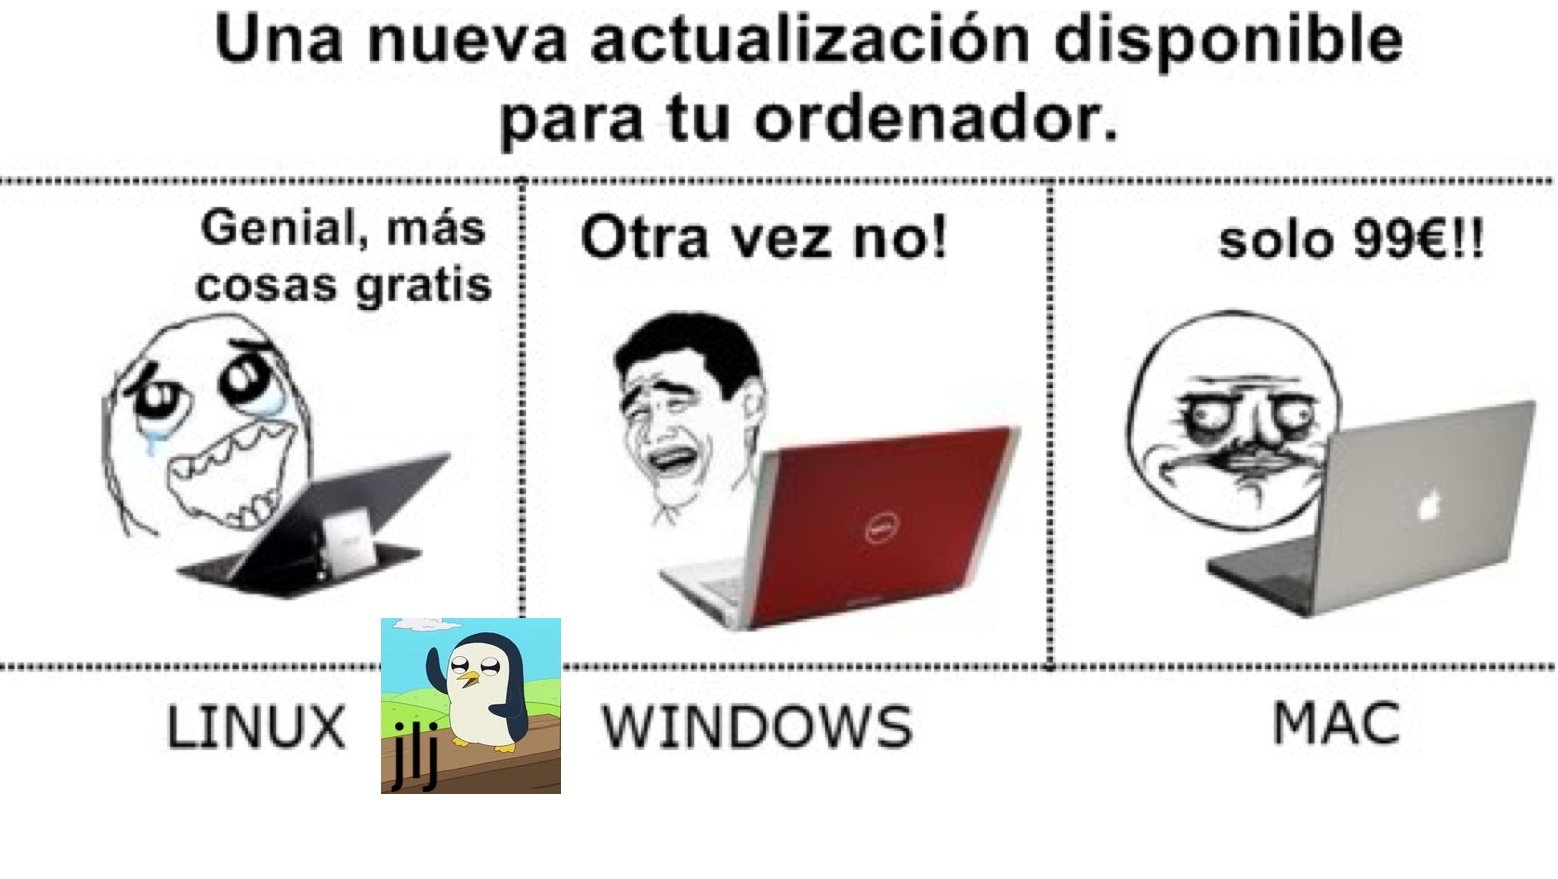 Una nueva actualización disponible
para tu ordenador.
Genial, más
cosas gratis
Otra vez no!
solo 99€!!
DELL
LINUX
WINDOWS
MAC
jlj